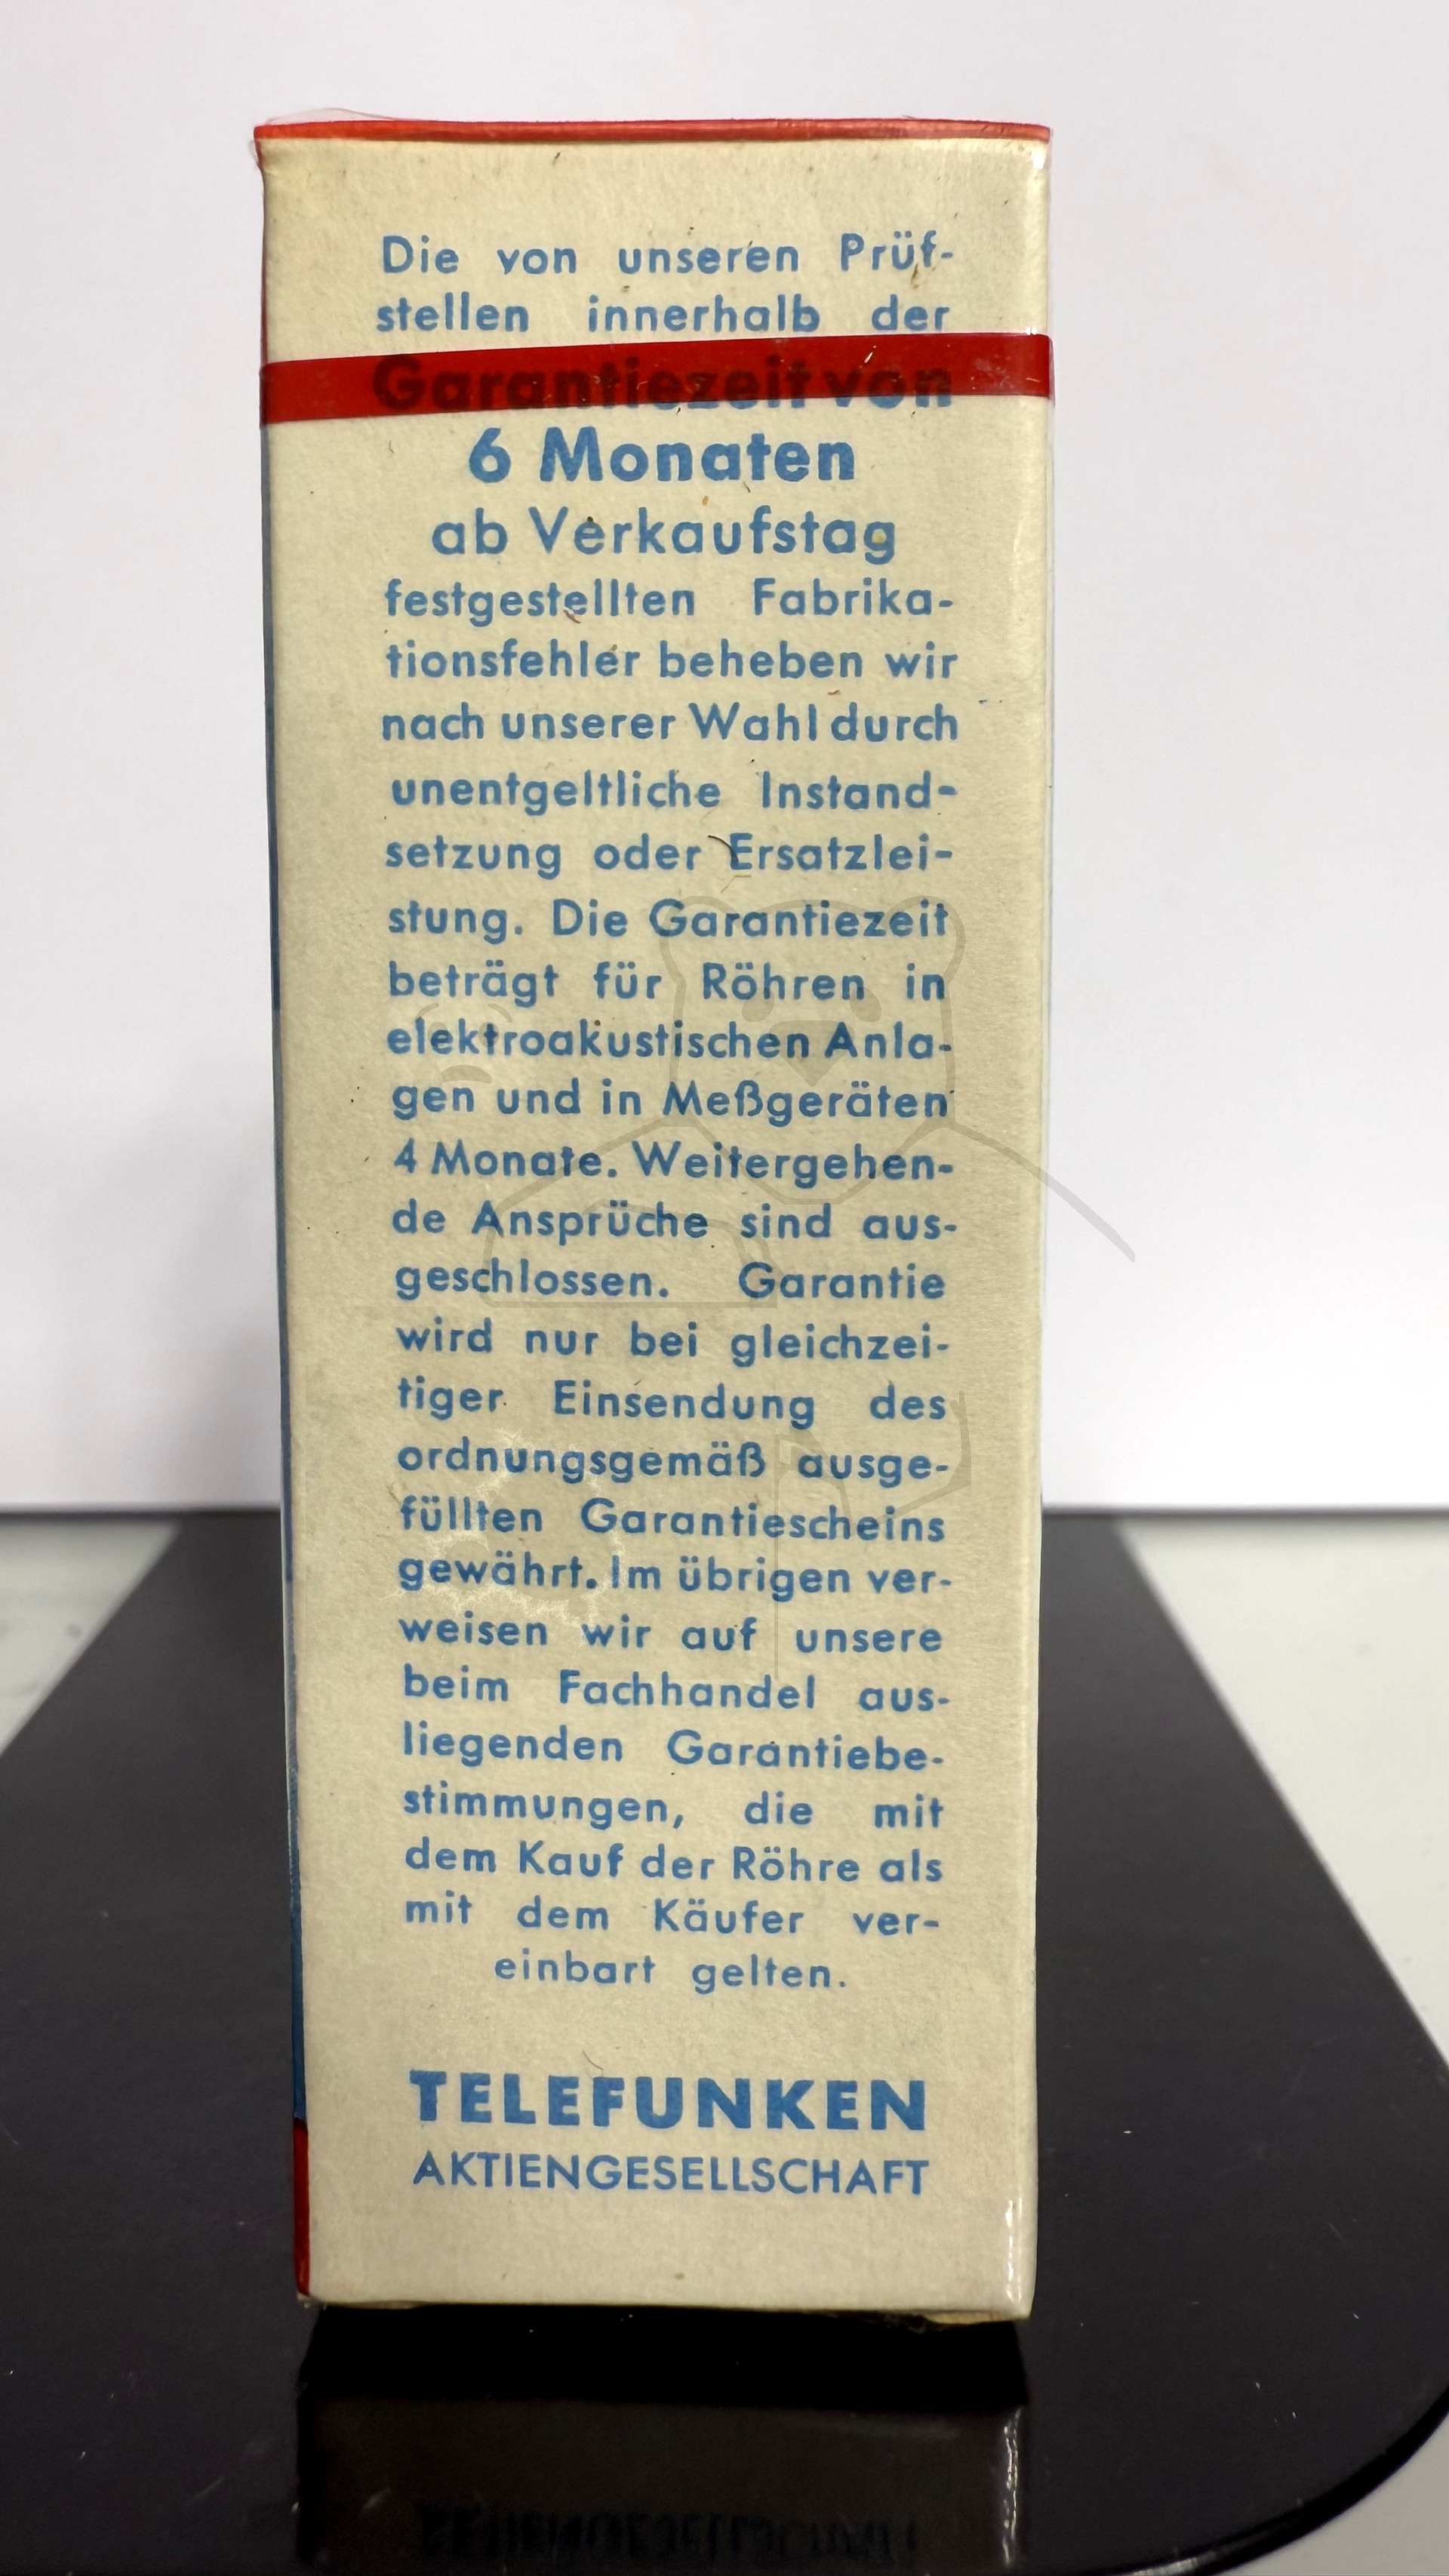 Die von unseren Prüf-
stellen innerhalb der
Garantiezeit von
6 Monaten
ab Verkaufstag
festgestellten Fabrika-
tionsfehler beheben wir
nach unserer Wahl durch
unentgeltliche Instand-
setzung oder Ersatzlei-
stung. Die Garantiezeit
beträgt für Röhren in
elektroakustischen Anla-
gen und in Meßgeräten
4 Monate. Weitergehen-
de Ansprüche sind aus-
geschlossen. Garantie
wird nur bei gleichzei-
tiger Einsendung des
ordnungsgemäß ausge-
füllten Garantiescheins
gewährt. Im übrigen ver-
weisen wir auf unsere
beim Fachhandel aus-
liegenden Garantiebe-
stimmungen, die mit
dem Kauf der Röhre als
mit dem Käufer ver-
einbart gelten.
TELEFUNKEN
AKTIENGESELLSCHAFT